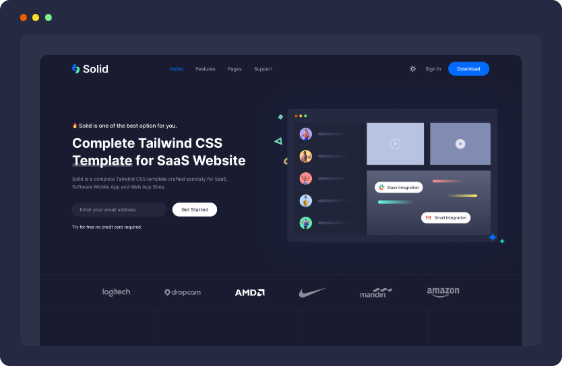 Solid
Home Features Pages Support
Sign In Download
Solid is one of the best option for you.
Complete Tailwind CSS
Template for SaaS Website
Solid is a complete Tailwind CSS template crafted specially for SaaS,
Software Mobile App and Web App Sites.
Enter your email address Get Started
Try for free no credit card required.
Slack Integration
Gmail Integration
logitech dropcam AMD mandiri amazon